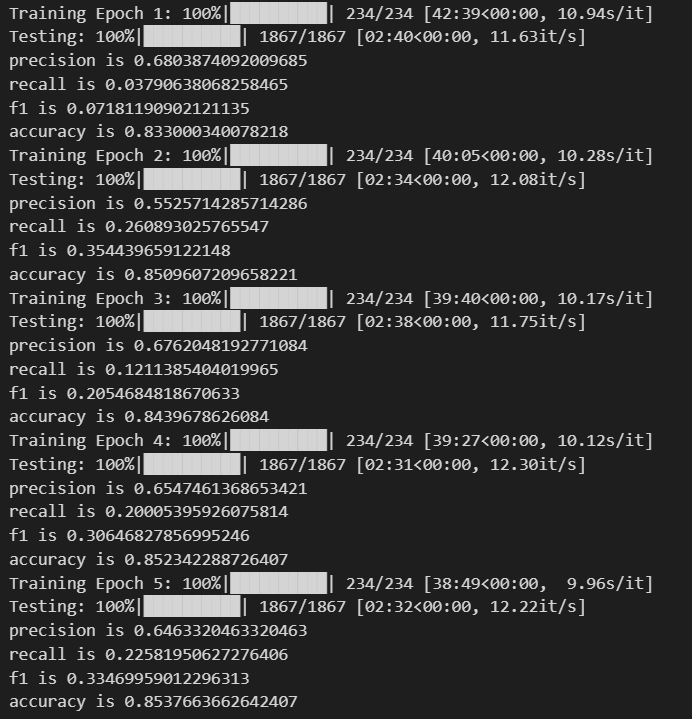 Training Epoch 1: 100%|██████████| 234/234 [42:39<00:00, 10.94s/it]
Testing: 100%|██████████| 1867/1867 [02:40<00:00, 11.63it/s]
precision is 0.6803874092009685
recall is 0.03790638068258465
f1 is 0.07181190902121135
accuracy is 0.833000340078218
Training Epoch 2: 100%|██████████| 234/234 [40:05<00:00, 10.28s/it]
Testing: 100%|██████████| 1867/1867 [02:34<00:00, 12.08it/s]
precision is 0.5525714285714286
recall is 0.260893025765547
f1 is 0.354439659122148
accuracy is 0.8509607209658221
Training Epoch 3: 100%|██████████| 234/234 [39:40<00:00, 10.17s/it]
Testing: 100%|██████████| 1867/1867 [02:38<00:00, 11.75it/s]
precision is 0.6762048192771084
recall is 0.1211385404019965
f1 is 0.2054684818670633
accuracy is 0.8439678626084
Training Epoch 4: 100%|██████████| 234/234 [39:27<00:00, 10.12s/it]
Testing: 100%|██████████| 1867/1867 [02:31<00:00, 12.30it/s]
precision is 0.6547461368653421
recall is 0.20005395926075814
f1 is 0.30646827856995246
accuracy is 0.852342288726407
Training Epoch 5: 100%|██████████| 234/234 [38:49<00:00,  9.96s/it]
Testing: 100%|██████████| 1867/1867 [02:32<00:00, 12.22it/s]
precision is 0.6463320463320463
recall is 0.22581950627276406
f1 is 0.33469959012296313
accuracy is 0.8537663662642407